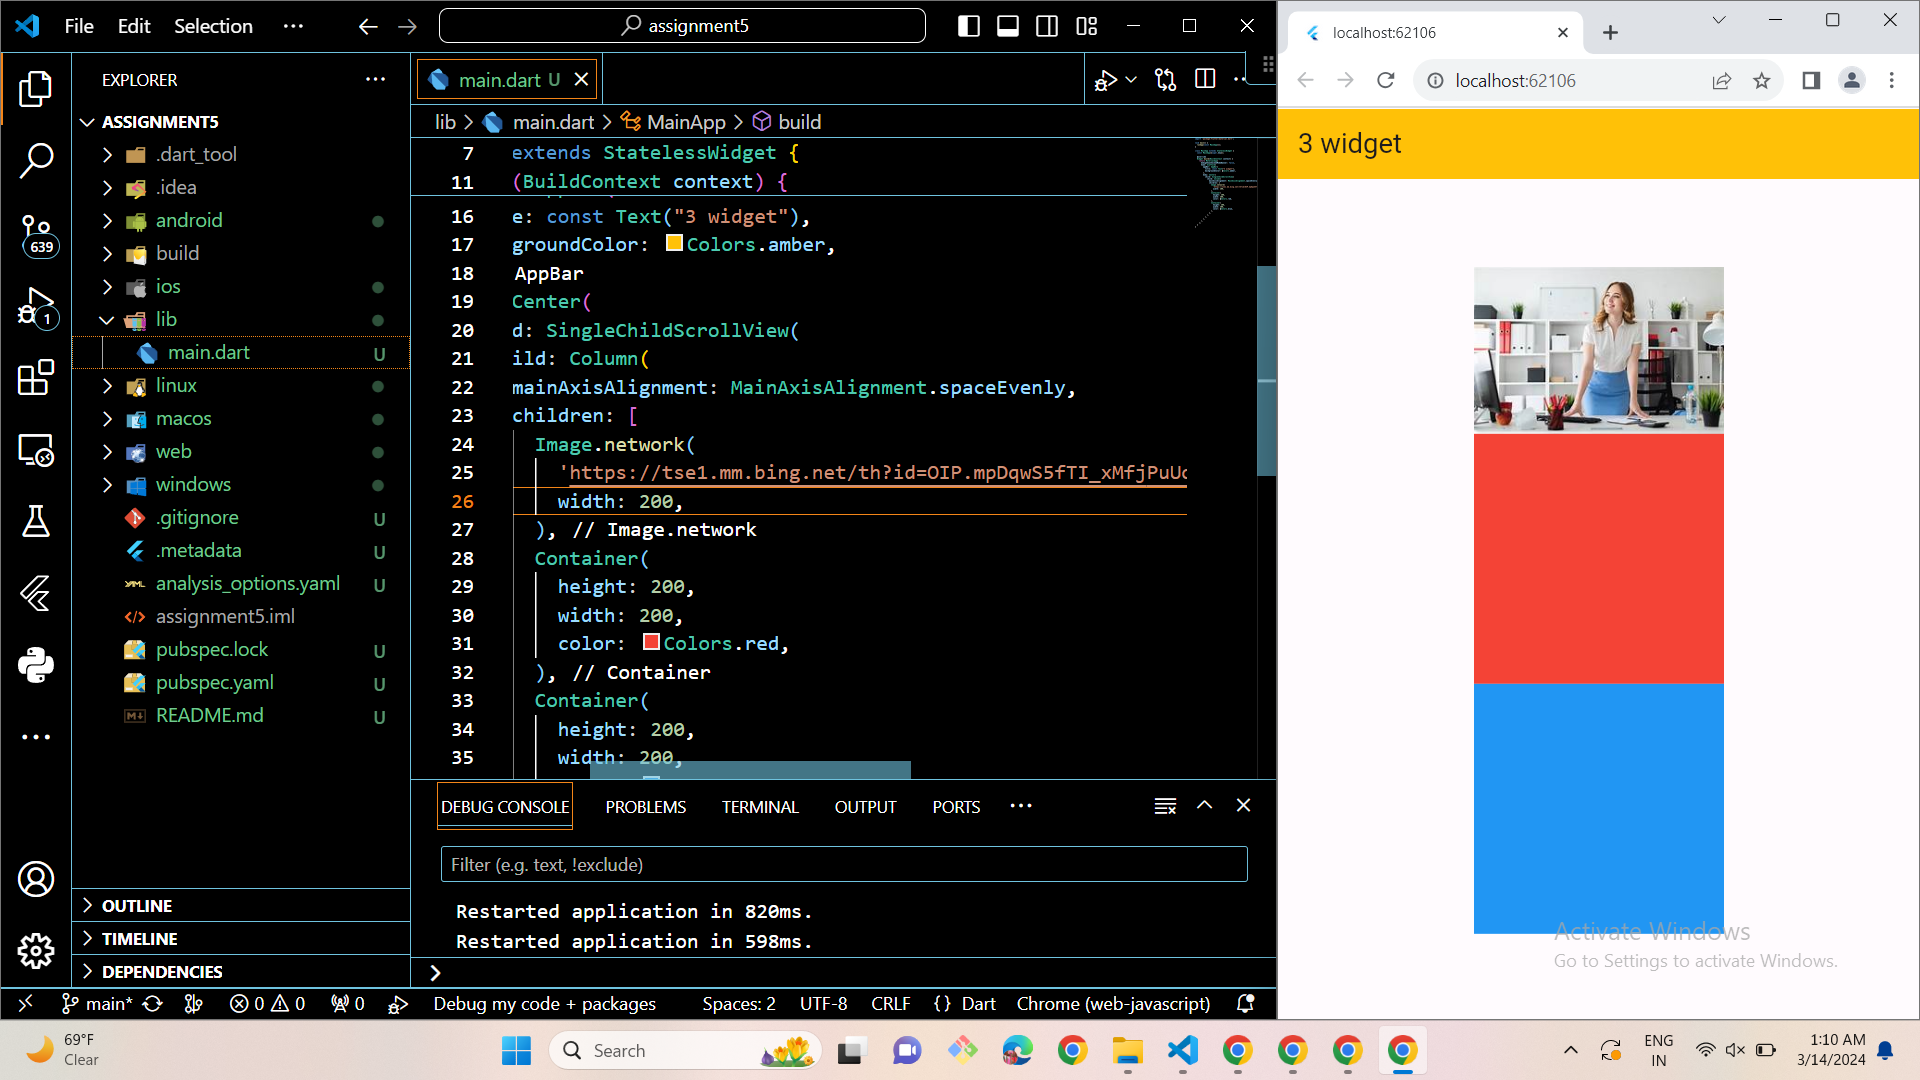 File Edit Selection ···
assignment5
EXPLORER
ASSIGNMENT5
.dart_tool
.idea
android
build
ios
lib
main.dart U
linux
macos
web
windows
.gitignore U
.metadata U
analysis_options.yaml U
assignment5.iml
pubspec.lock U
pubspec.yaml U
README.md U
OUTLINE
TIMELINE
DEPENDENCIES
639
1
main.dart U
lib > main.dart > MainApp > build
7 extends StatelessWidget {
11 (BuildContext context) {
16 e: const Text("3 widget"),
17 groundColor: Colors.amber,
18 AppBar
19 Center(
20 d: SingleChildScrollView(
21 ild: Column(
22 mainAxisAlignment: MainAxisAlignment.spaceEvenly,
23 children: [
24 Image.network(
25 'https://tse1.mm.bing.net/th?id=OIP.mpDqwS5fTI_xMfjPuUc
26 width: 200,
27 ), // Image.network
28 Container(
29 height: 200,
30 width: 200,
31 color: Colors.red,
32 ), // Container
33 Container(
34 height: 200,
35 width: 200,
DEBUG CONSOLE PROBLEMS TERMINAL OUTPUT PORTS ···
Filter (e.g. text, !exclude)
Restarted application in 820ms.
Restarted application in 598ms.
main* 0 0 0 Debug my code + packages Spaces: 2 UTF-8 CRLF {} Dart Chrome (web-javascript)
localhost:62106
localhost:62106
3 widget
Activate Windows
Go to Settings to activate Windows.
69°F
Clear
Search
ENG
IN
1:10 AM
3/14/2024